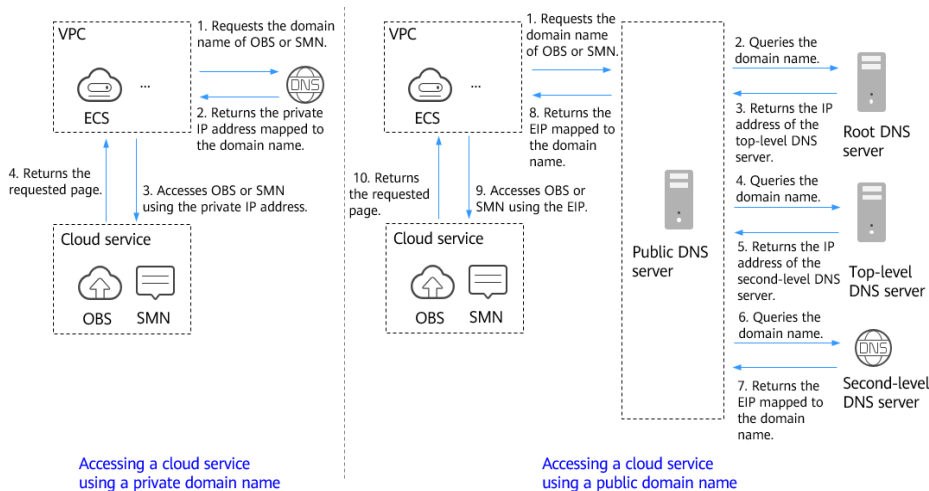 VPC
...
ECS
1. Requests the domain
name of OBS or SMN.
DNS
2. Returns the private
IP address mapped to
the domain name.
4. Returns the
requested page.
3. Accesses OBS or SMN
using the private IP address.
Cloud service
OBS
SMN
Accessing a cloud service
using a private domain name
VPC
...
ECS
1. Requests the
domain name
of OBS or SMN.
8. Returns the
EIP mapped to
the domain
name.
10. Returns
the requested
page.
9. Accesses OBS or
SMN using the EIP.
Cloud service
OBS
SMN
Public DNS
server
2. Queries the
domain name.
3. Returns the IP
address of the
top-level DNS
server.
Root DNS
server
4. Queries the
domain name.
5. Returns the IP
address of the
second-level DNS
server.
Top-level
DNS server
6. Queries the
domain name.
DNS
7. Returns the
EIP mapped to
the domain
name.
Second-level
DNS server
Accessing a cloud service
using a public domain name